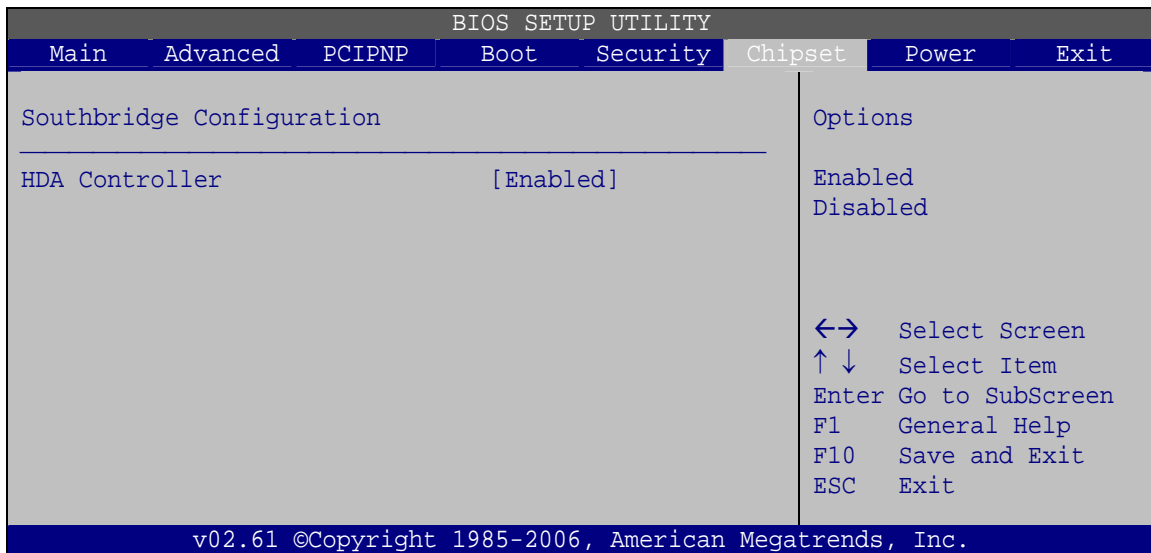 BIOS SETUP UTILITY
Main Advanced PCIPNP Boot Security Chipset Power Exit
Southbridge Configuration
HDA Controller [Enabled]
Options
Enabled
Disabled
←→ Select Screen
↑ ↓ Select Item
Enter Go to SubScreen
F1 General Help
F10 Save and Exit
ESC Exit
v02.61 ©Copyright 1985-2006, American Megatrends, Inc.